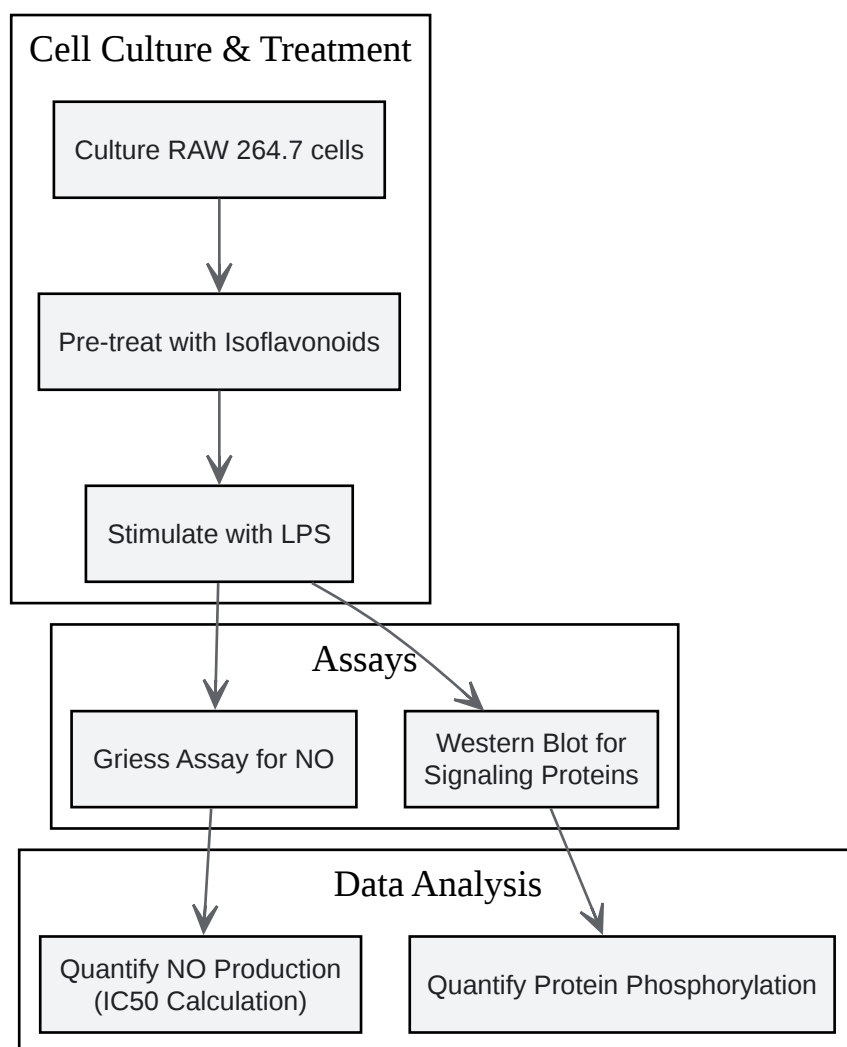 Cell Culture & Treatment
Culture RAW 264.7 cells
Pre-treat with Isoflavonoids
Stimulate with LPS
Assays
Griess Assay for NO
Western Blot for
Signaling Proteins
Data Analysis
Quantify NO Production
(IC50 Calculation)
Quantify Protein Phosphorylation